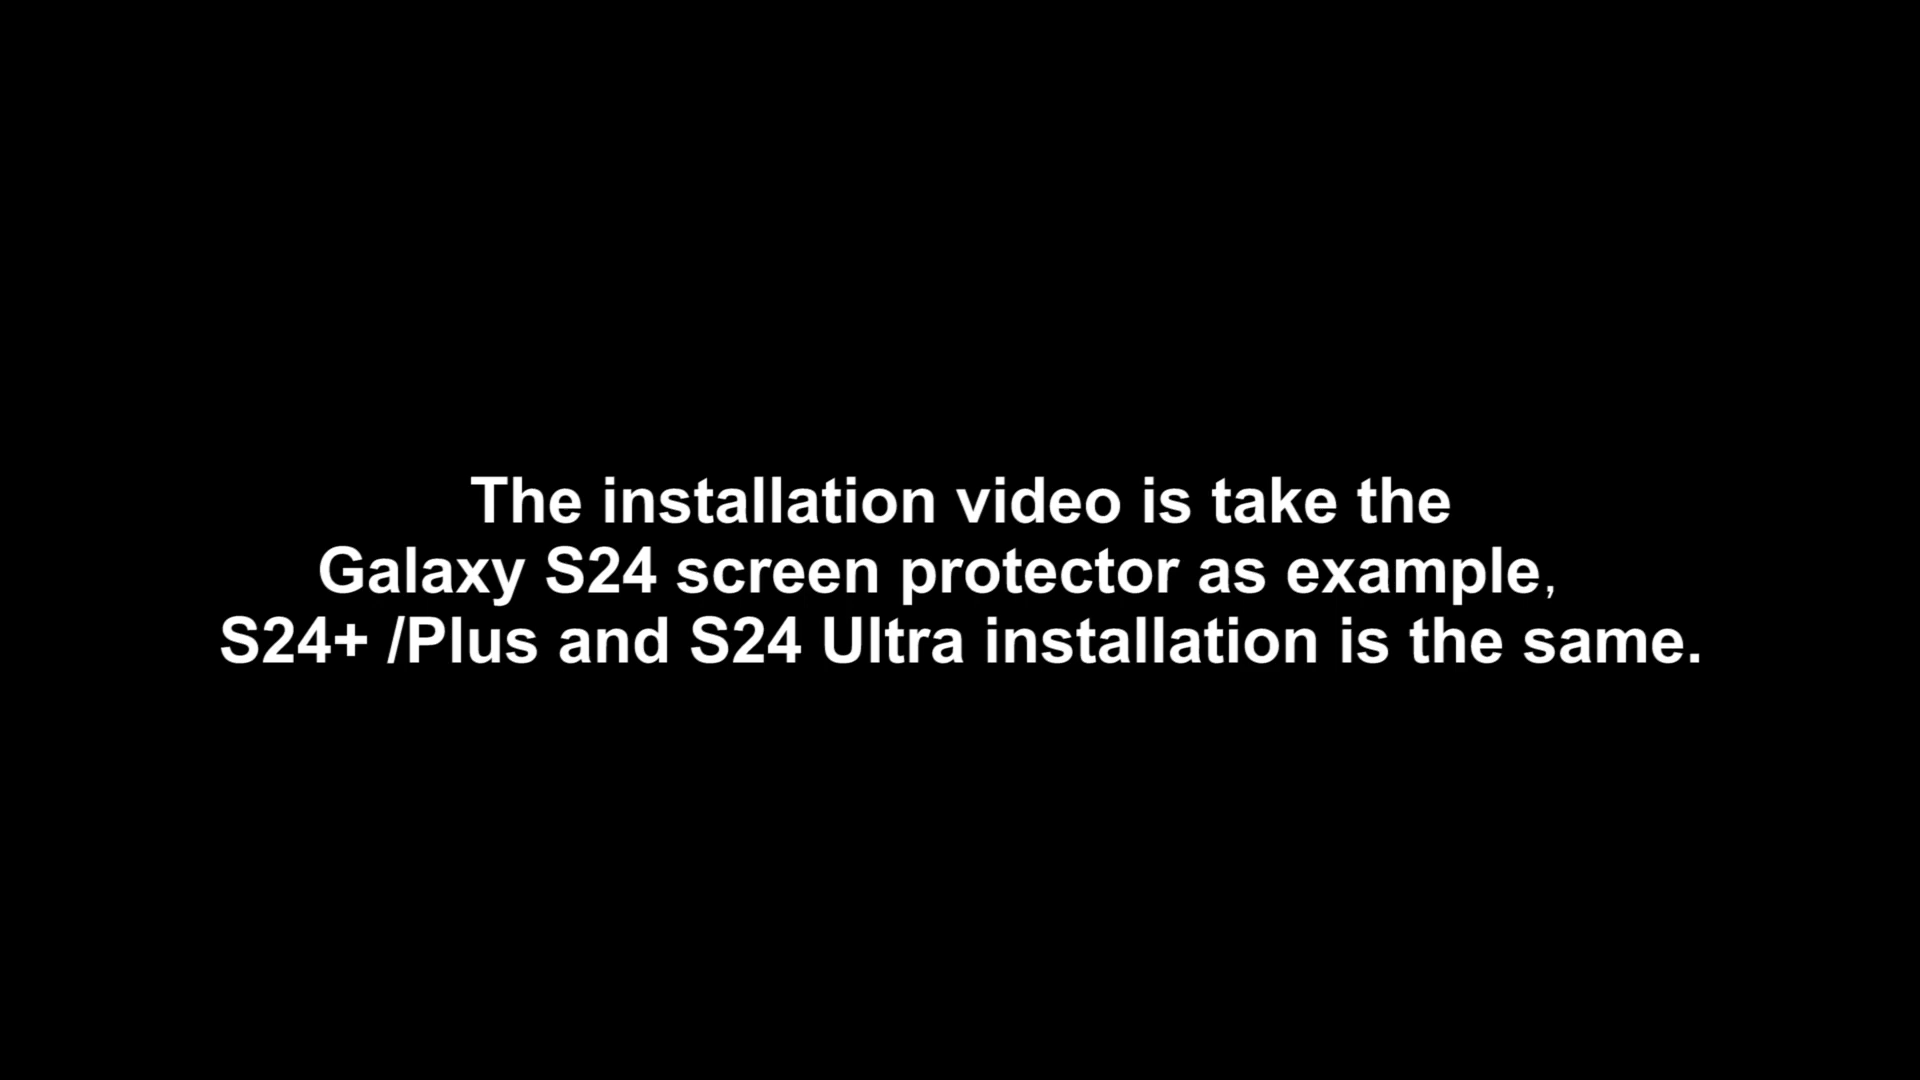 The installation video is take the
Galaxy S24 screen protector as example,
S24+ /Plus and S24 Ultra installation is the same.